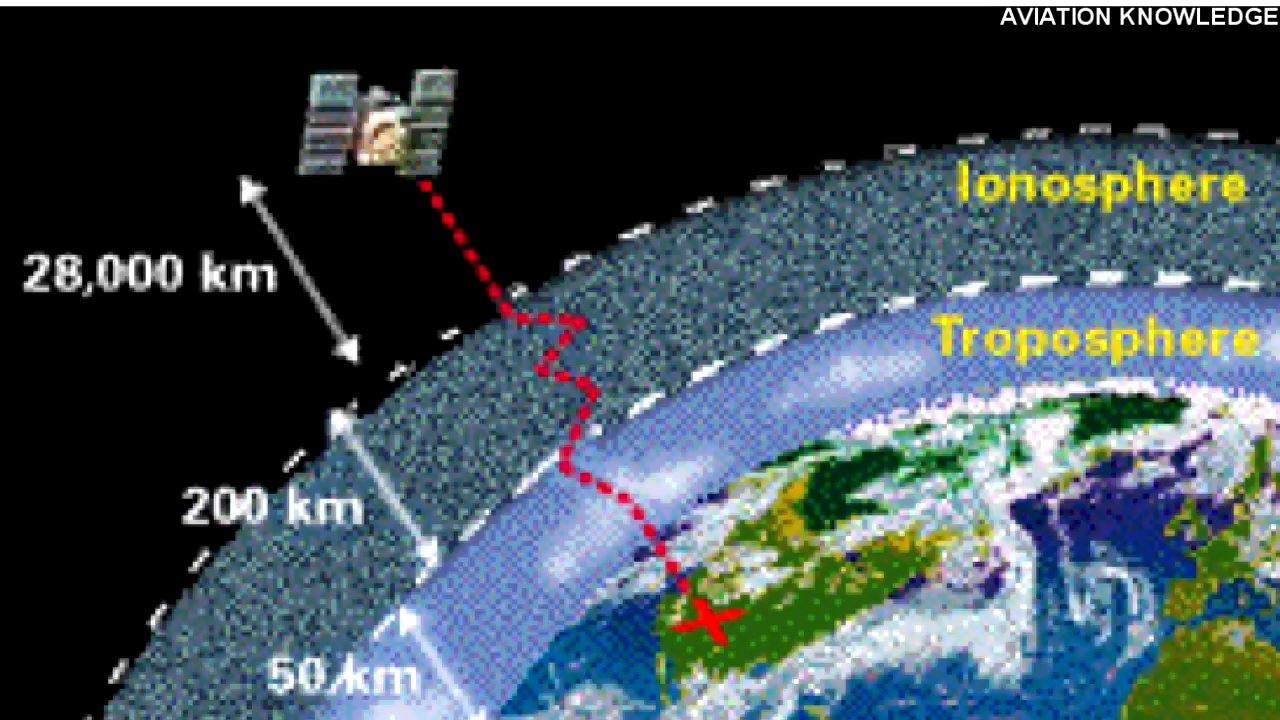 AVIATION KNOWLEDGE
Ionosphere
28,000 km
Troposphere
200 km
50 km